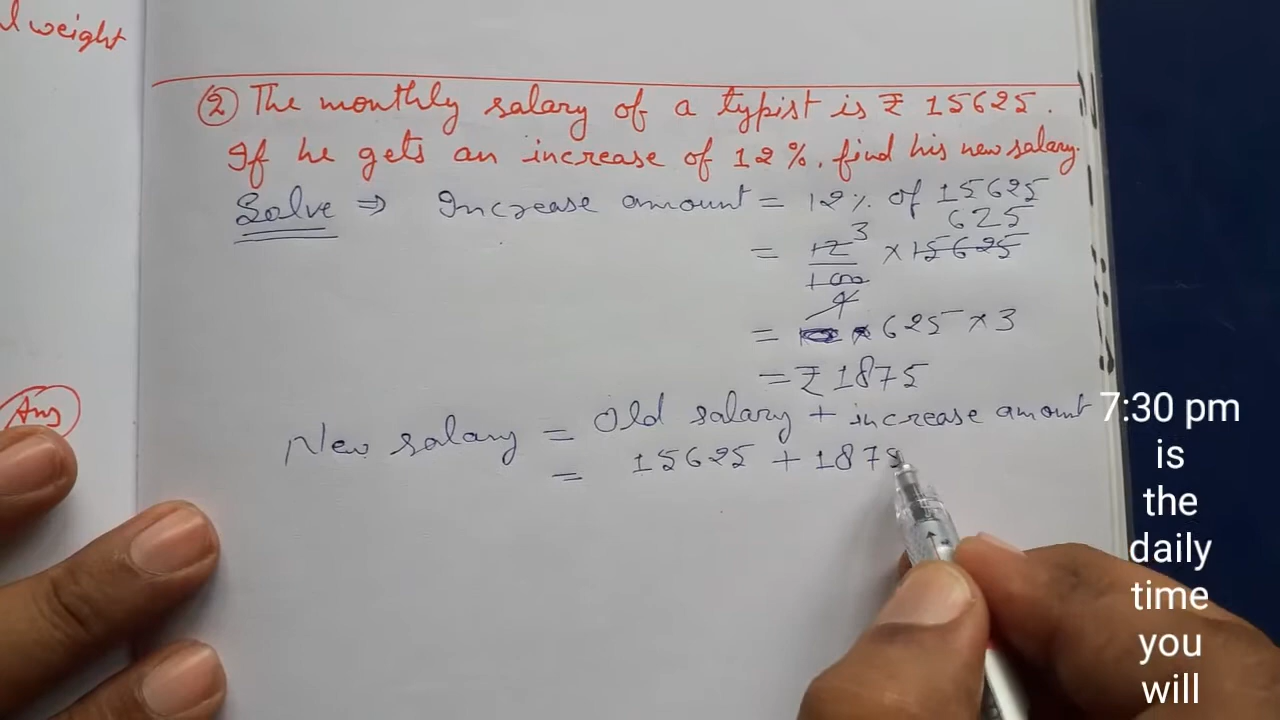 l weight
② The monthly salary of a typist is ₹ 15625.
If he gets an increase of 12%, find his new salary.
Solve ⇒ Increase amount = 12% of 15625
625
= 12 3 × 15625
100
4
= 625 × 3
= ₹ 1875
Ans
New salary = Old salary + increase amount
= 15625 + 1875
7:30 pm
is
the
daily
time
you
will